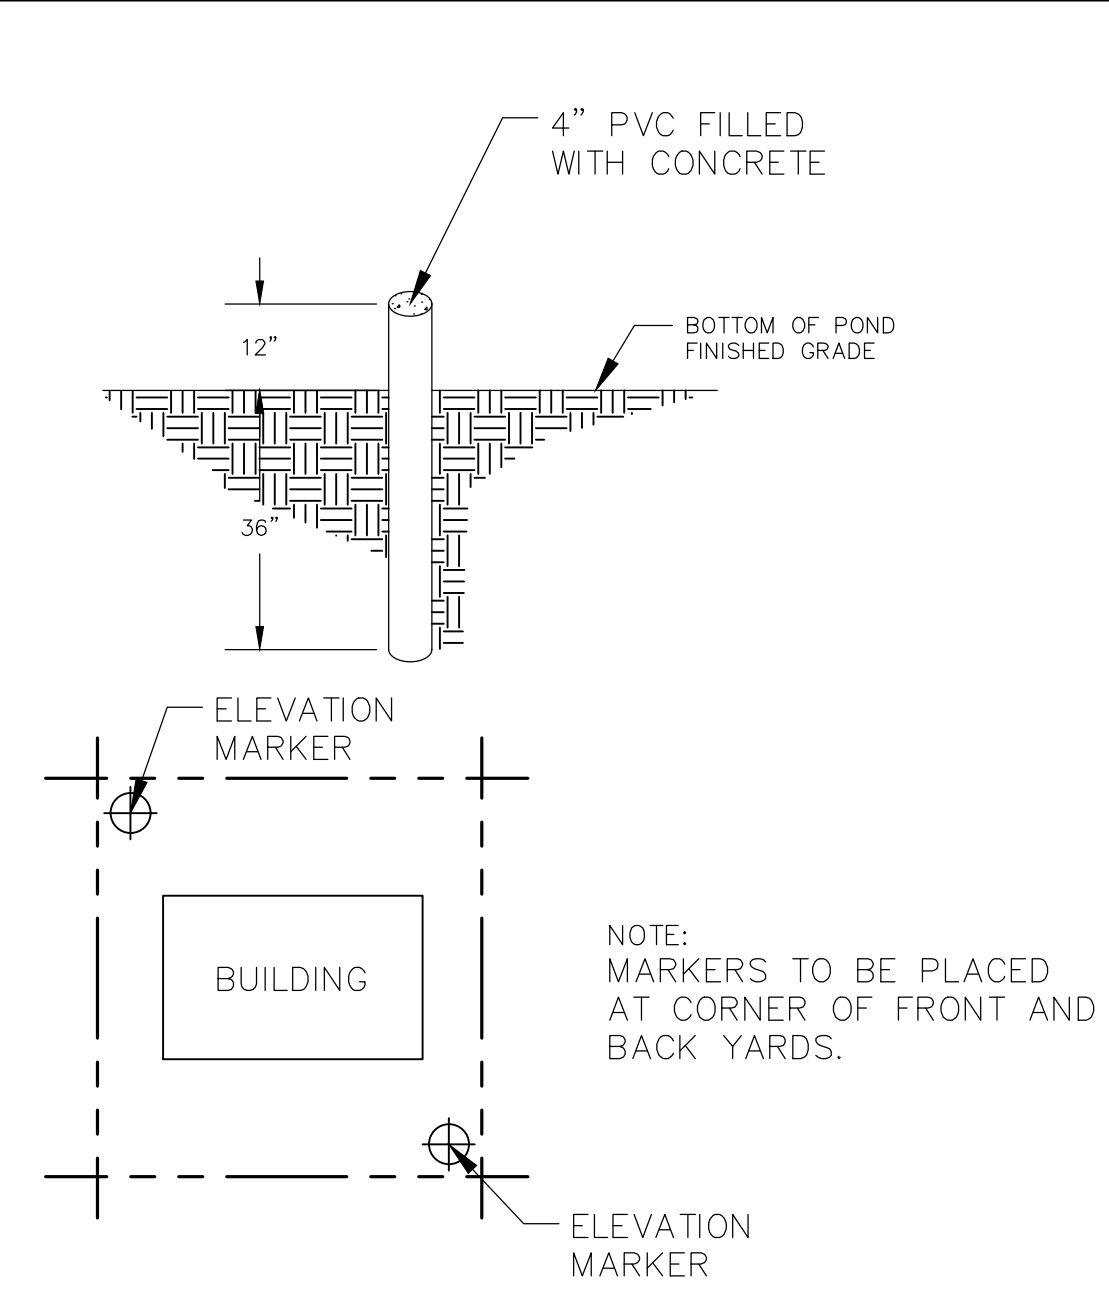 4” PVC FILLED
WITH CONCRETE
12”
BOTTOM OF POND
FINISHED GRADE
36”
ELEVATION
MARKER
BUILDING
NOTE:
MARKERS TO BE PLACED
AT CORNER OF FRONT AND
BACK YARDS.
ELEVATION
MARKER